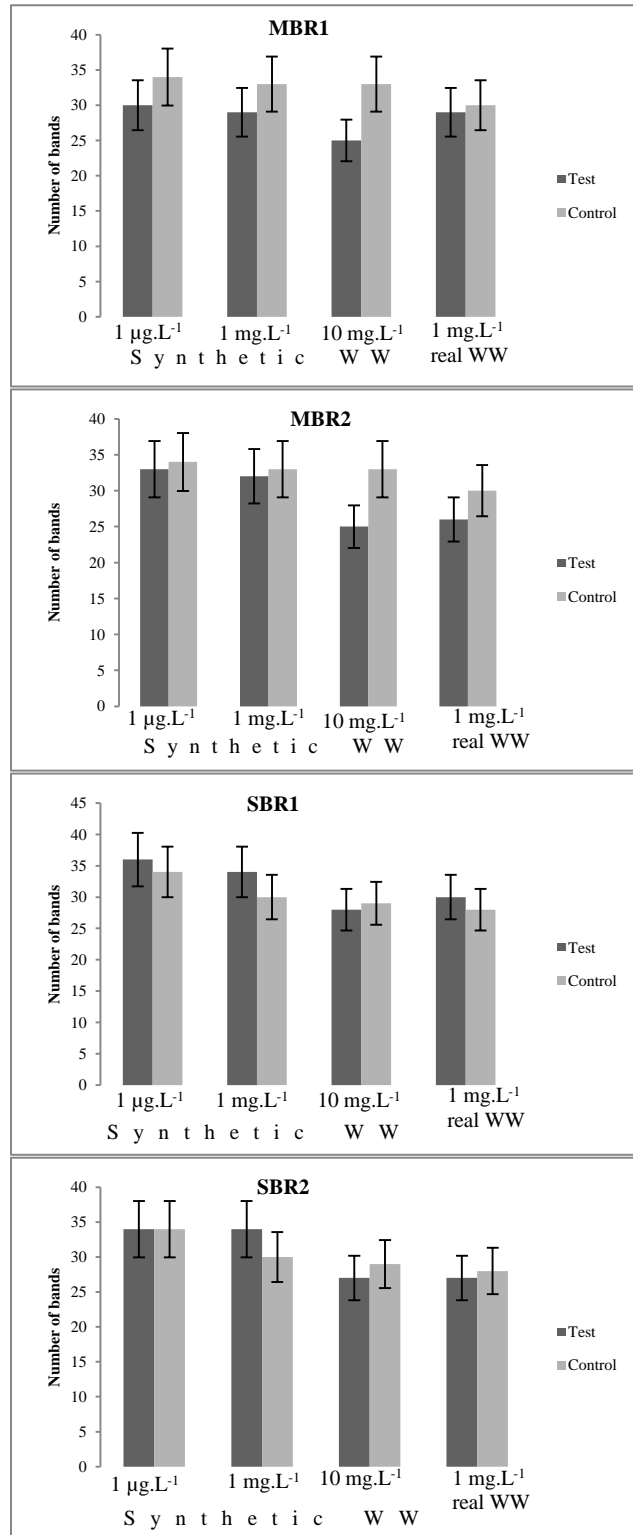 MBR1
40
35
30
25
20
15
10
5
0
Number of bands
1 µg.L⁻¹ 1 mg.L⁻¹ 10 mg.L⁻¹ 1 mg.L⁻¹
S y n t h e t i c W W real WW
Test
Control
MBR2
40
35
30
25
20
15
10
5
0
Number of bands
1 µg.L⁻¹ 1 mg.L⁻¹ 10 mg.L⁻¹ 1 mg.L⁻¹
S y n t h e t i c W W real WW
Test
Control
SBR1
45
40
35
30
25
20
15
10
5
0
Number of bands
1 µg.L⁻¹ 1 mg.L⁻¹ 10 mg.L⁻¹ 1 mg.L⁻¹
real WW
S y n t h e t i c W W
Test
Control
SBR2
40
35
30
25
20
15
10
5
0
Number of bands
1 µg.L⁻¹ 1 mg.L⁻¹ 10 mg.L⁻¹ 1 mg.L⁻¹
real WW
S y n t h e t i c W W
Test
Control